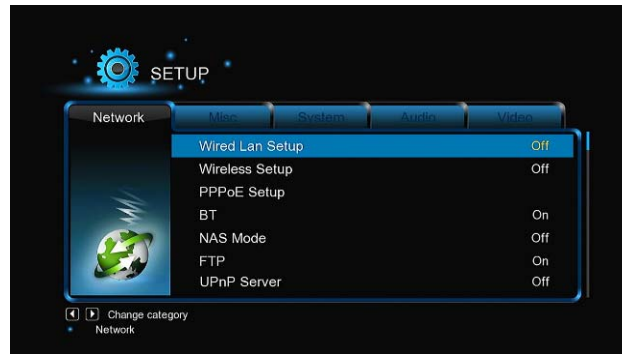 SETUP
Network Misc System Audio Video
Wired Lan Setup Off
Wireless Setup Off
PPPoE Setup
BT On
NAS Mode Off
FTP On
UPnP Server Off
Change category
Network